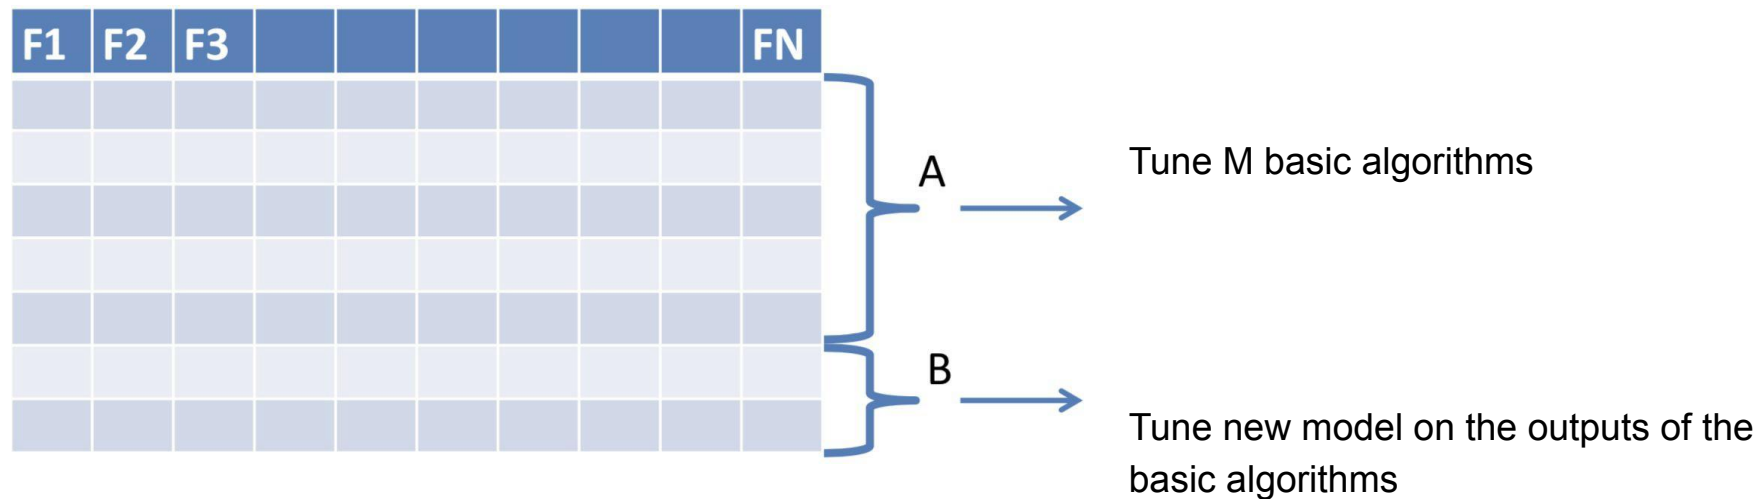 F1 F2 F3 FN
A
Tune M basic algorithms
B
Tune new model on the outputs of the
basic algorithms